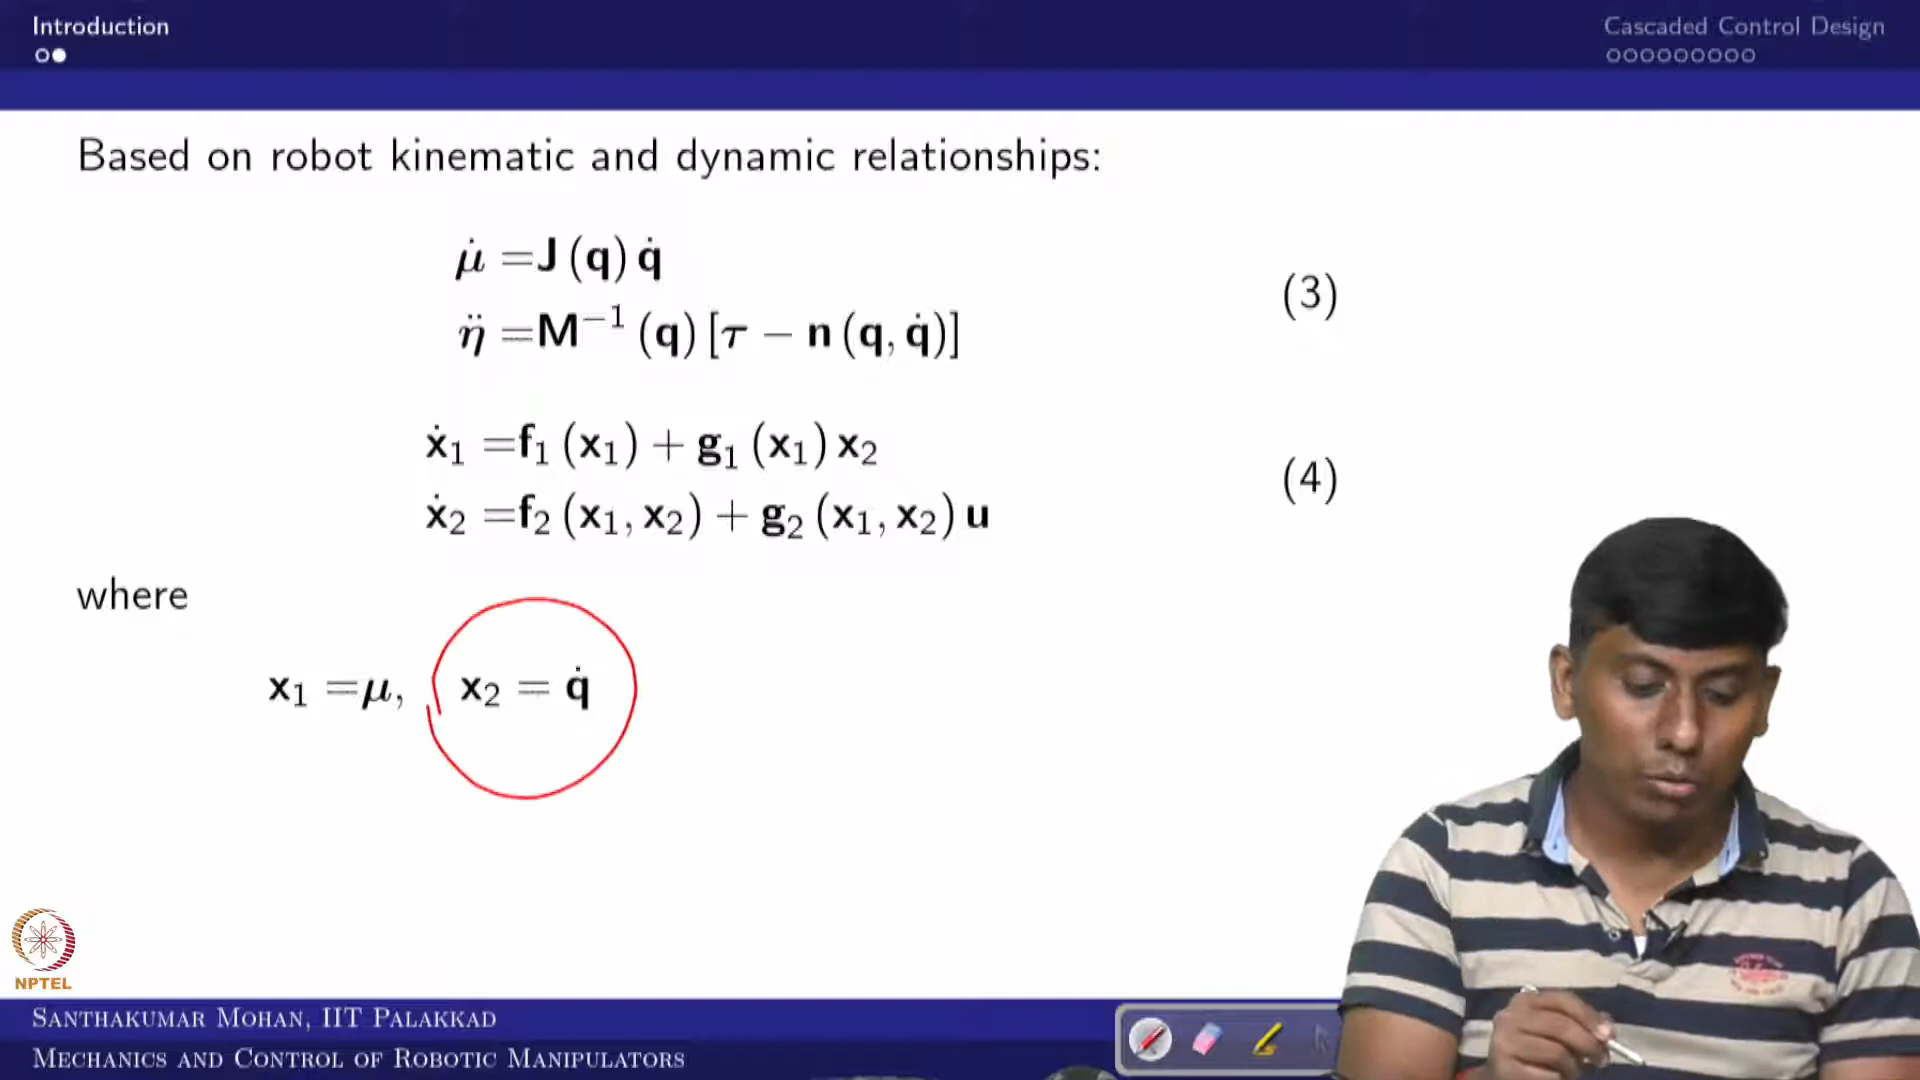 Introduction
Cascaded Control Design
Based on robot kinematic and dynamic relationships:
μ̇ =J (q) q̇
η̈ =M⁻¹ (q) [τ − n (q, q̇)]
(3)
ẋ₁ =f₁ (x₁) + g₁ (x₁) x₂
ẋ₂ =f₂ (x₁, x₂) + g₂ (x₁, x₂) u
(4)
where
x₁ =μ, x₂ = q̇
NPTEL
Santhakumar Mohan, IIT Palakkad
Mechanics and Control of Robotic Manipulators